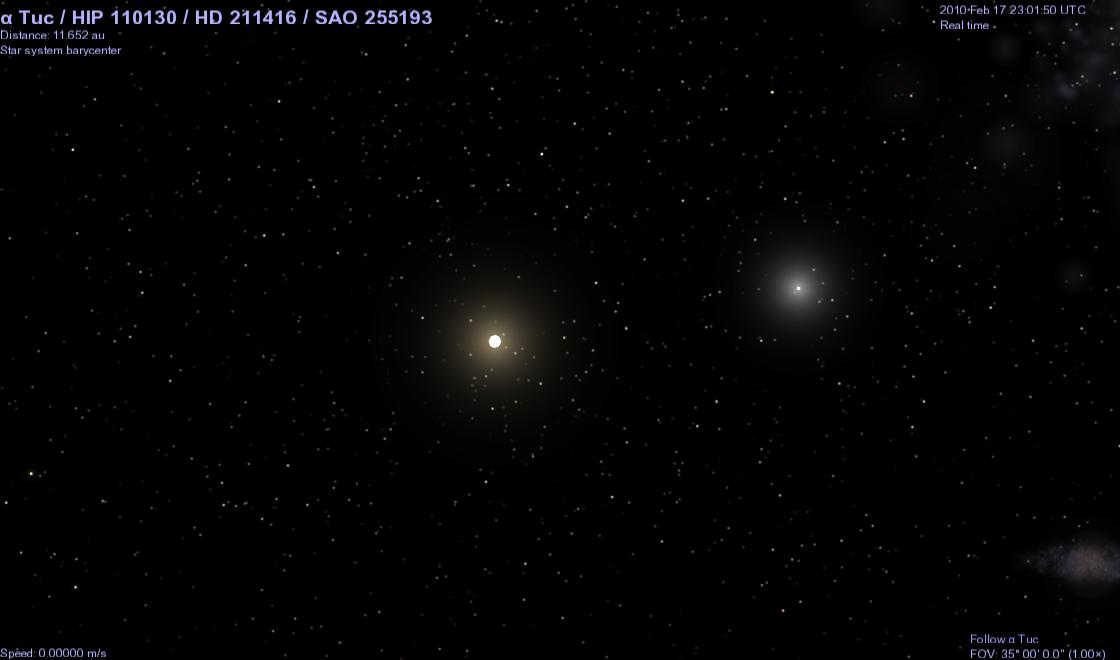 α Tuc / HIP 110130 / HD 211416 / SAO 255193
Distance: 11.652 au
Star system barycenter
2010 Feb 17 23:01:50 UTC
Real time
Speed: 0.00000 m/s
Follow α Tuc
FOV: 35° 00' 0.0" (1.00×)